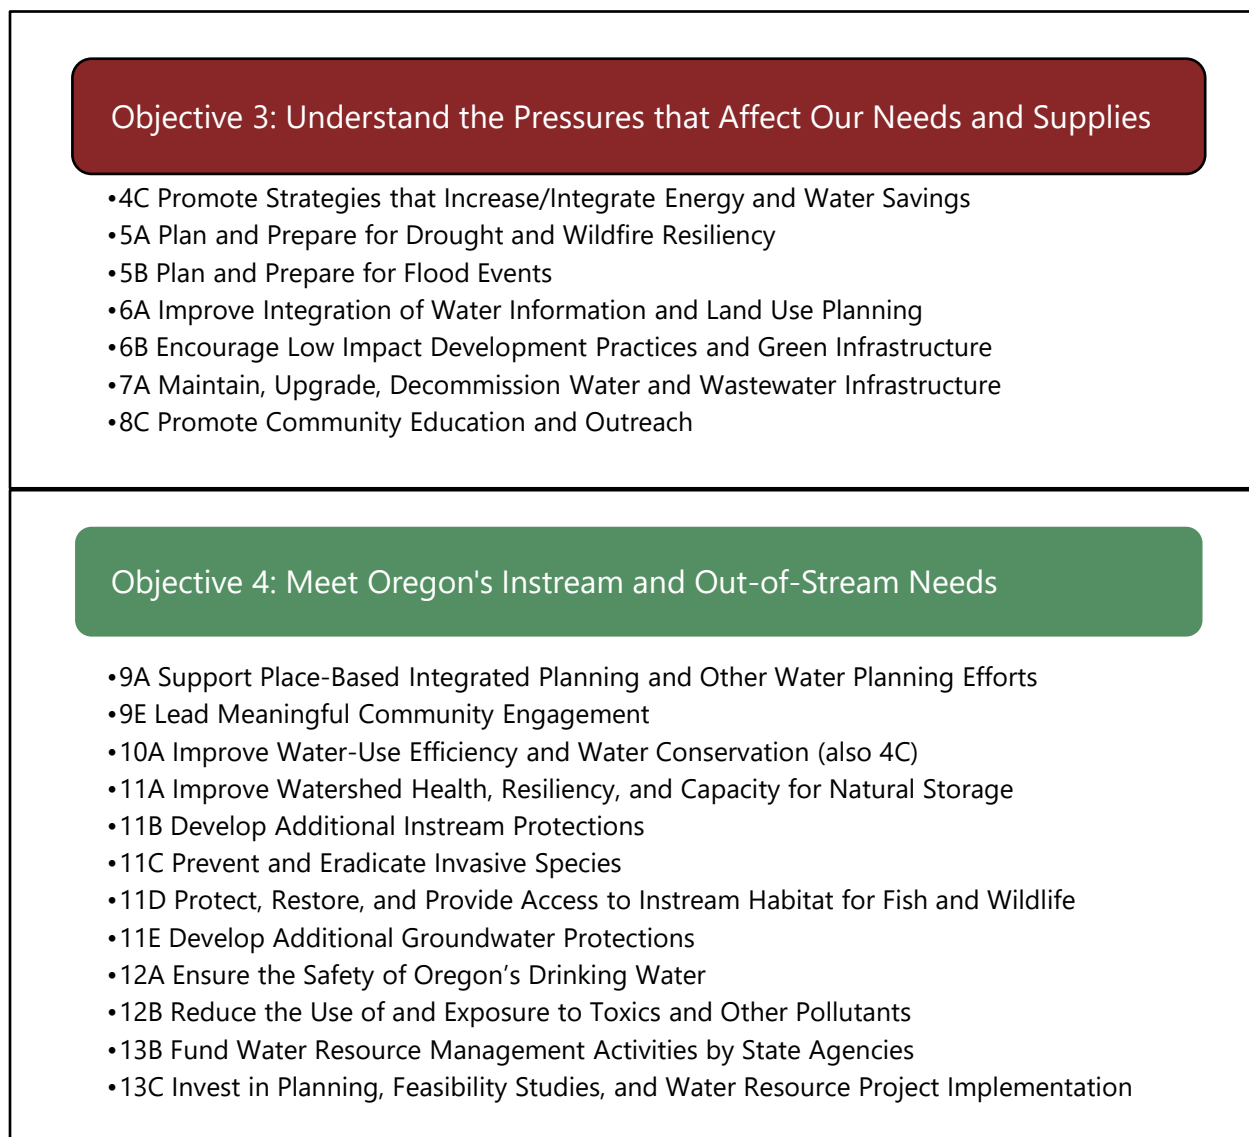 Objective 3: Understand the Pressures that Affect Our Needs and Supplies
•4C Promote Strategies that Increase/Integrate Energy and Water Savings
•5A Plan and Prepare for Drought and Wildfire Resiliency
•5B Plan and Prepare for Flood Events
•6A Improve Integration of Water Information and Land Use Planning
•6B Encourage Low Impact Development Practices and Green Infrastructure
•7A Maintain, Upgrade, Decommission Water and Wastewater Infrastructure
•8C Promote Community Education and Outreach
Objective 4: Meet Oregon's Instream and Out-of-Stream Needs
•9A Support Place-Based Integrated Planning and Other Water Planning Efforts
•9E Lead Meaningful Community Engagement
•10A Improve Water-Use Efficiency and Water Conservation (also 4C)
•11A Improve Watershed Health, Resiliency, and Capacity for Natural Storage
•11B Develop Additional Instream Protections
•11C Prevent and Eradicate Invasive Species
•11D Protect, Restore, and Provide Access to Instream Habitat for Fish and Wildlife
•11E Develop Additional Groundwater Protections
•12A Ensure the Safety of Oregon’s Drinking Water
•12B Reduce the Use of and Exposure to Toxics and Other Pollutants
•13B Fund Water Resource Management Activities by State Agencies
•13C Invest in Planning, Feasibility Studies, and Water Resource Project Implementation